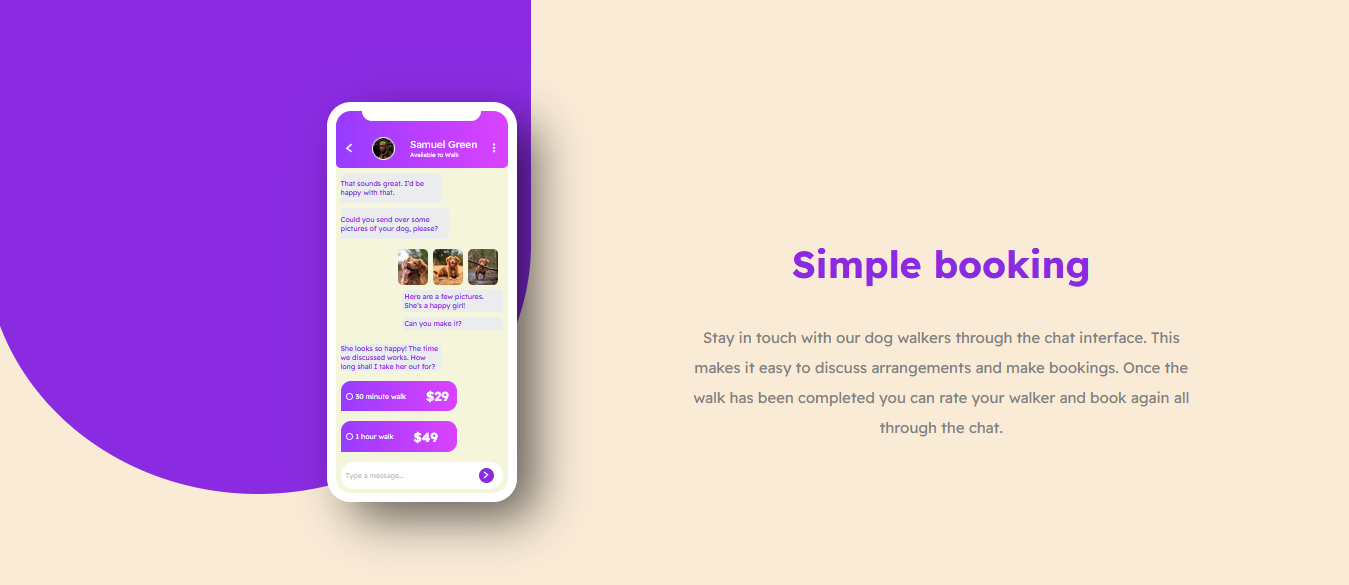 Samuel Green
Available to Walk
That sounds great. I'd be
happy with that.
Could you send over some
pictures of your dog, please?
Here are a few pictures.
She's a happy girl!
Can you make it?
She looks so happy! The time
we discussed works. How
long shall I take her out for?
30 minute walk $29
1 hour walk $49
Type a message...
Simple booking
Stay in touch with our dog walkers through the chat interface. This
makes it easy to discuss arrangements and make bookings. Once the
walk has been completed you can rate your walker and book again all
through the chat.